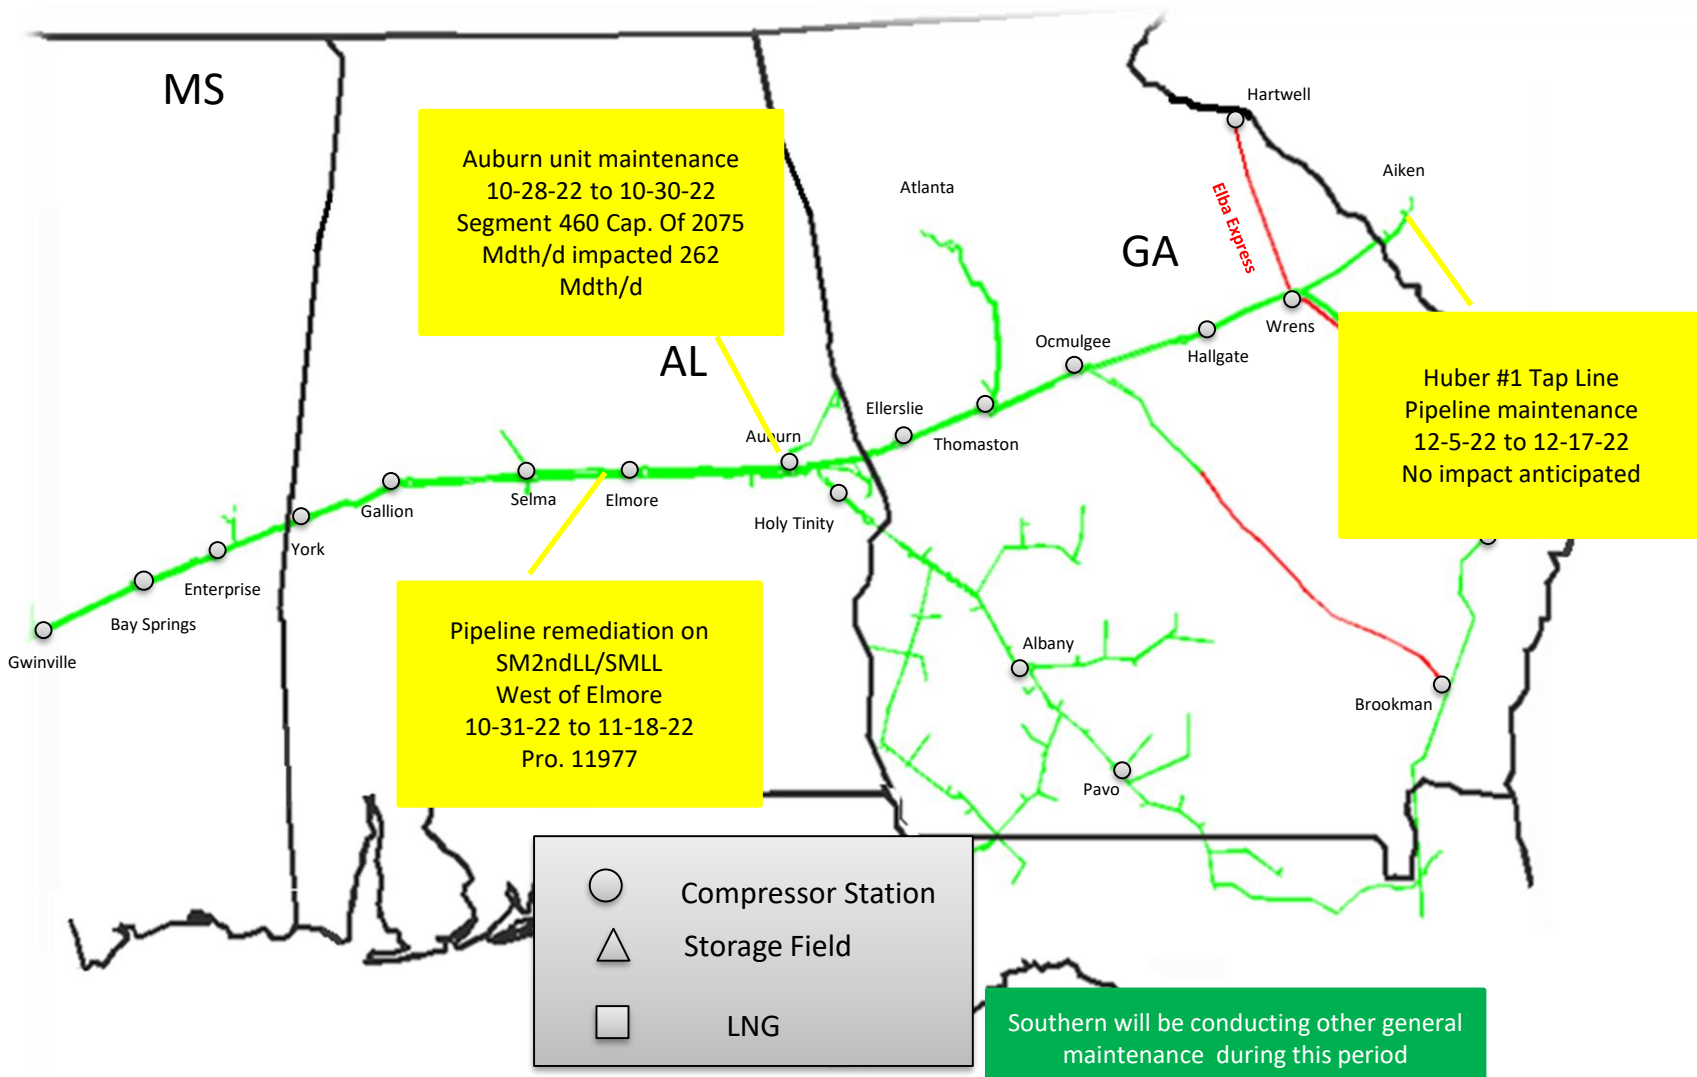 MS
Hartwell
Auburn unit maintenance
10-28-22 to 10-30-22
Segment 460 Cap. Of 2075
Mdth/d impacted 262
Mdth/d
Atlanta
Aiken
Elba Express
GA
Wrens
Ocmulgee
Hallgate
AL
Huber #1 Tap Line
Pipeline maintenance
12-5-22 to 12-17-22
No impact anticipated
Ellerslie
Auburn
Thomaston
Selma
Elmore
Gallion
Holy Tinity
York
Enterprise
Bay Springs
Gwinville
Pipeline remediation on
SM2ndLL/SMLL
West of Elmore
10-31-22 to 11-18-22
Pro. 11977
Albany
Brookman
Pavo
Compressor Station
Storage Field
LNG
Southern will be conducting other general
maintenance  during this period